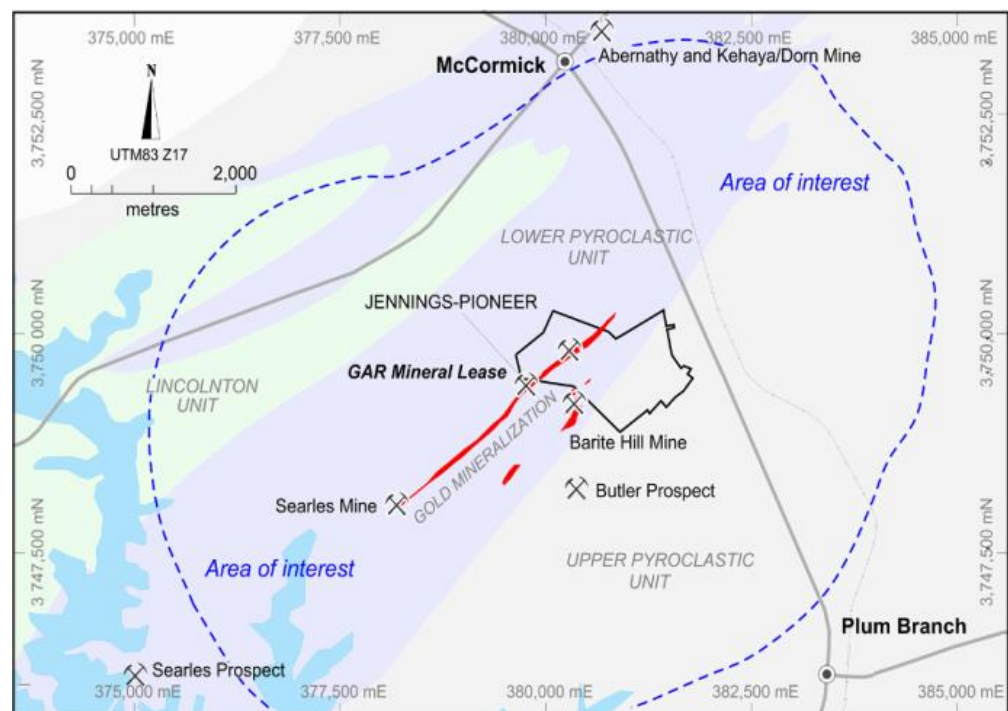 375,000 mE
377,500 mE
380,000 mE
382,500 mE
385,000 mE
Abernathy and Kehaya/Dorn Mine
McCormick
N
UTM83 Z17
0 2,000
metres
3,752,500 mN
3,752,500 mN
Area of interest
LOWER PYROCLASTIC
UNIT
JENNINGS-PIONEER
3,750 000 mN
3,750 000 mN
GAR Mineral Lease
LINCOLNTON
UNIT
GOLD MINERALIZATION
Barite Hill Mine
Searles Mine
Butler Prospect
3 747,500 mN
3,747,500 mN
Area of interest
UPPER PYROCLASTIC
UNIT
Plum Branch
Searles Prospect
375,000 mE
377,500 mE
380,000 mE
382,500 mE
385,000 mE